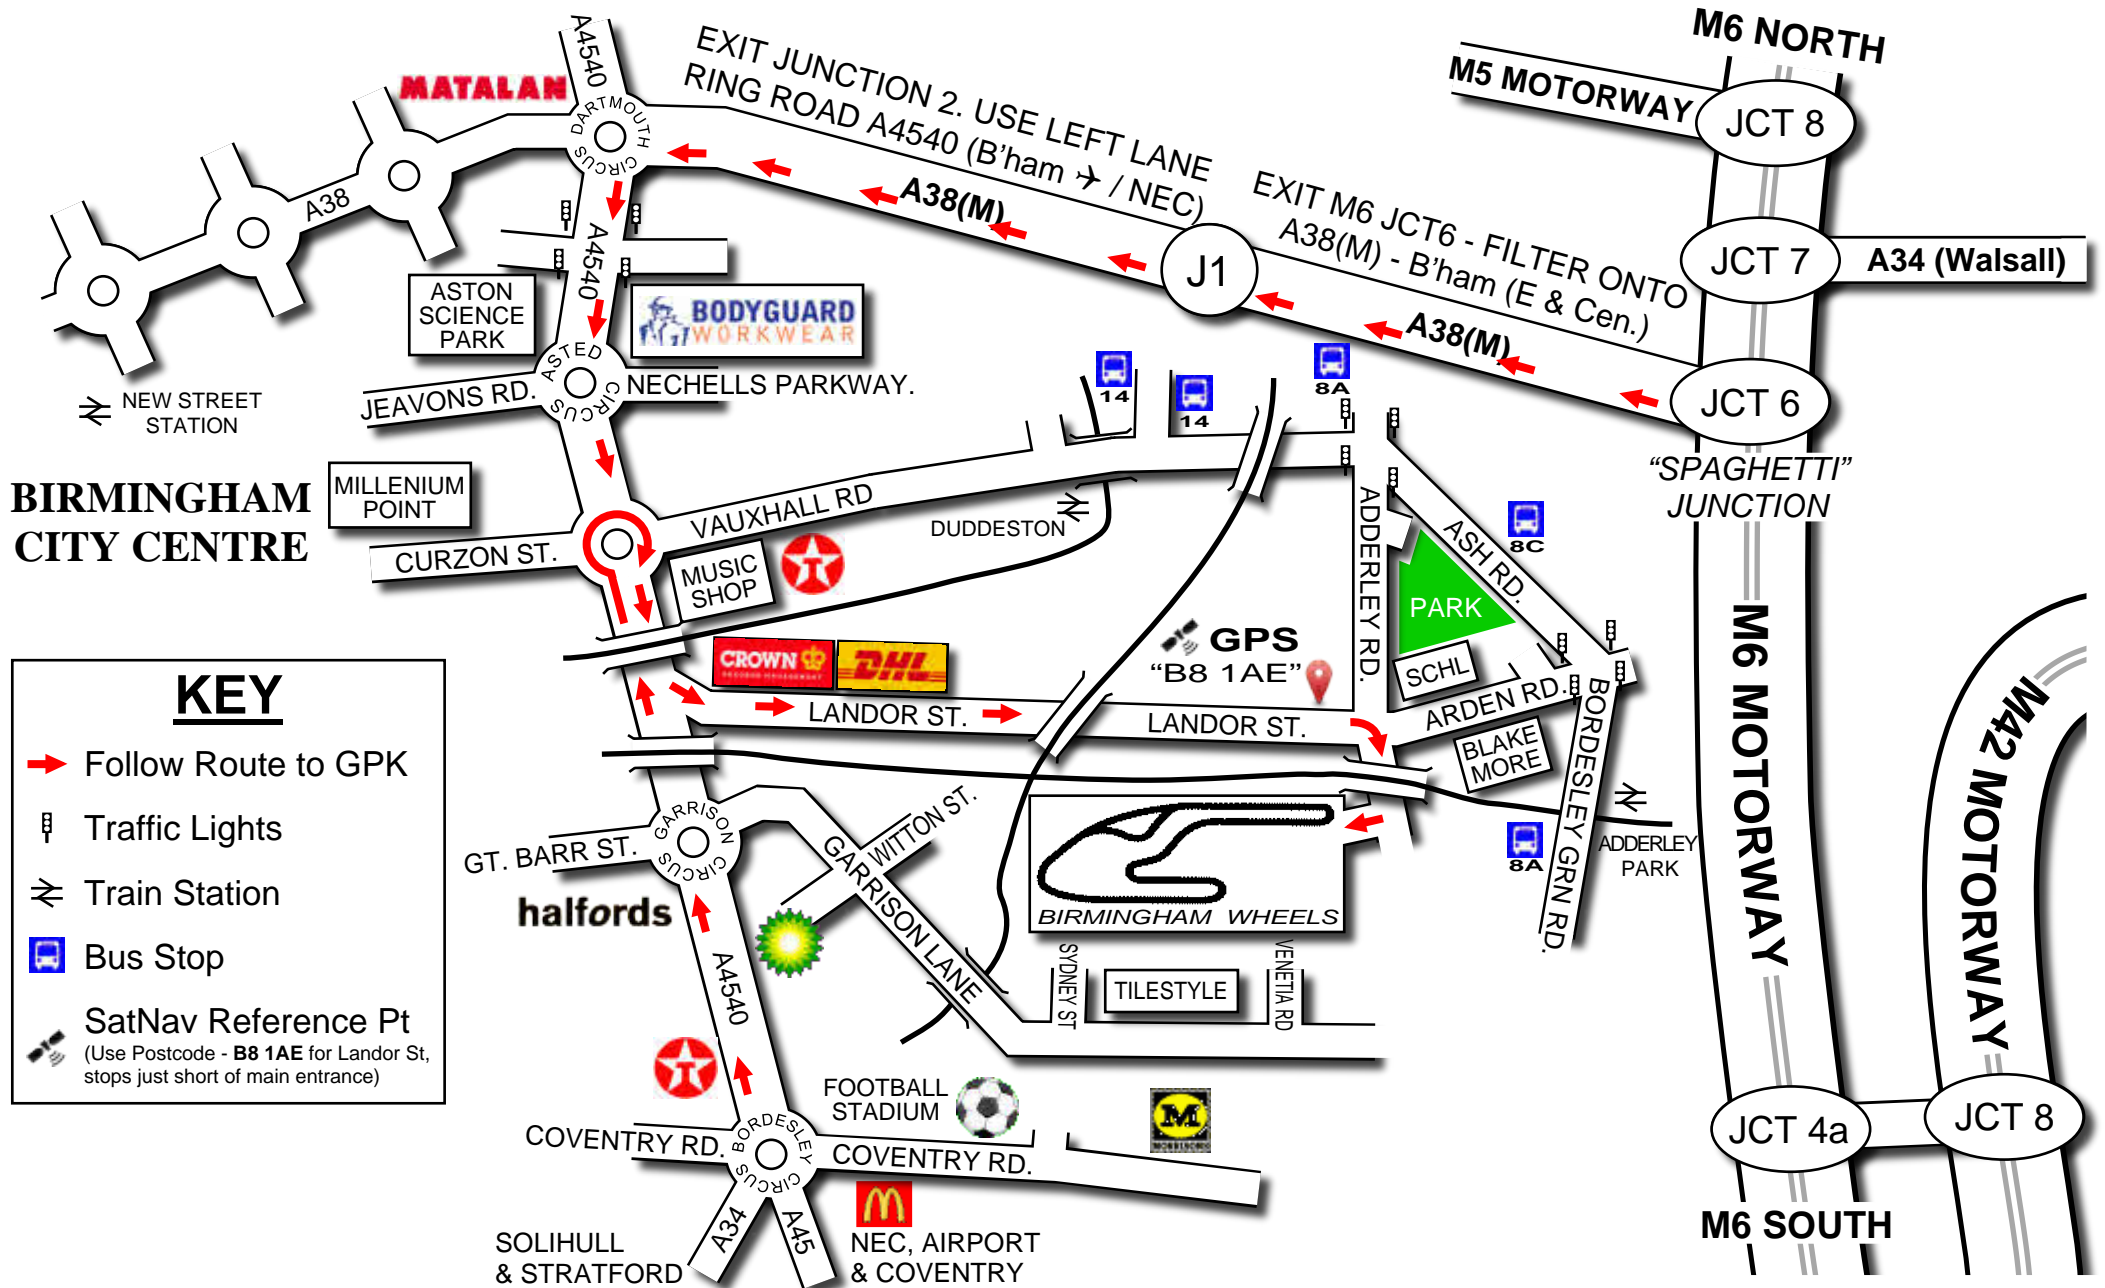 M6 NORTH
M5 MOTORWAY
JCT 8
JCT 7
A34 (Walsall)
JCT 6
"SPAGHETTI"
JUNCTION
M6 MOTORWAY
M42 MOTORWAY
JCT 4a
JCT 8
M6 SOUTH
EXIT JUNCTION 2. USE LEFT LANE
RING ROAD A4540 (B'ham ✈ / NEC)
A38(M)
J1
EXIT M6 JCT6 - FILTER ONTO
A38(M) - B'ham (E & Cen.)
A38(M)
A4540
MATALAN
DARTMOUTH CIRCUS
A38
A4540
ASTON
SCIENCE
PARK
BODYGUARD
WORKWEAR
ASTED CIRCUS
JEAVONS RD.
NECHELLS PARKWAY.
NEW STREET
STATION
BIRMINGHAM
CITY CENTRE
MILLENIUM
POINT
CURZON ST.
VAUXHALL RD
MUSIC
SHOP
DUDDESTON
14
14
8A
8C
ADDERLEY RD.
ASH RD.
PARK
SCHL
ARDEN RD.
BLAKE
MORE
BORDESLEY GRN RD.
ADDERLEY
PARK
8A
GPS
"B8 1AE"
CROWN
DHL
LANDOR ST.
LANDOR ST.
KEY
Follow Route to GPK
Traffic Lights
Train Station
Bus Stop
SatNav Reference Pt
(Use Postcode - B8 1AE for Landor St,
stops just short of main entrance)
GARRISON CIRCUS
GT. BARR ST.
halfords
GARRISON LANE
WITTON ST.
BIRMINGHAM WHEELS
SYDNEY ST
TILESTYLE
VENETIA RD
A4540
FOOTBALL
STADIUM
M
MORRISONS
COVENTRY RD.
BORDESLEY CIRCUS
COVENTRY RD.
A34
A45
SOLIHULL
& STRATFORD
NEC, AIRPORT
& COVENTRY